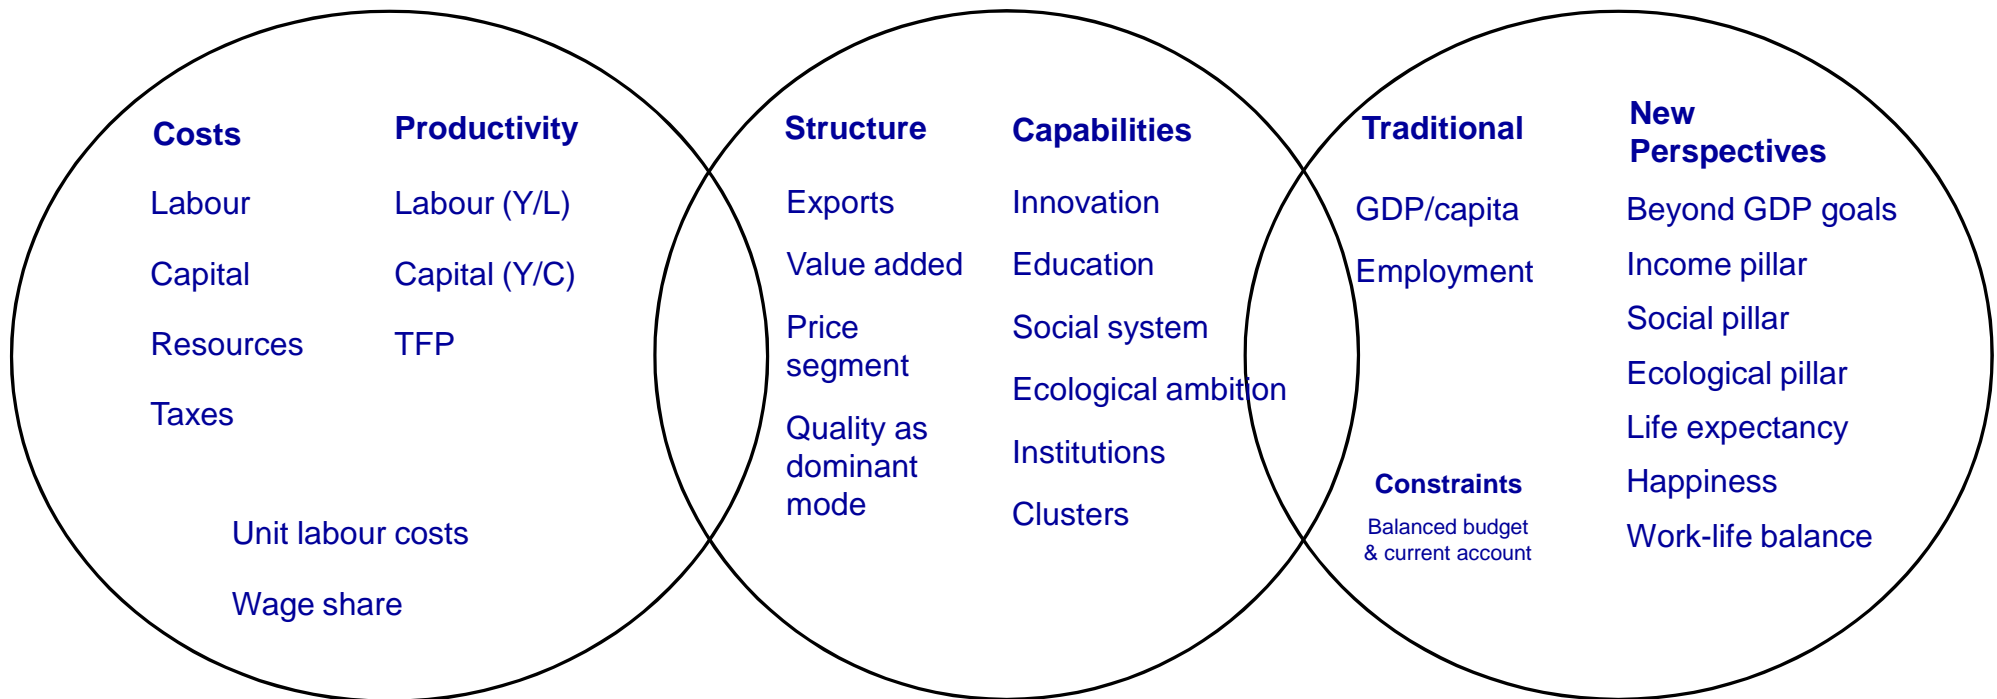 Costs
Labour
Capital
Resources
Taxes
Productivity
Labour (Y/L)
Capital (Y/C)
TFP
Unit labour costs
Wage share
Structure
Exports
Value added
Price
segment
Quality as
dominant
mode
Capabilities
Innovation
Education
Social system
Ecological ambition
Institutions
Clusters
Traditional
GDP/capita
Employment
Constraints
Balanced budget
& current account
New
Perspectives
Beyond GDP goals
Income pillar
Social pillar
Ecological pillar
Life expectancy
Happiness
Work-life balance